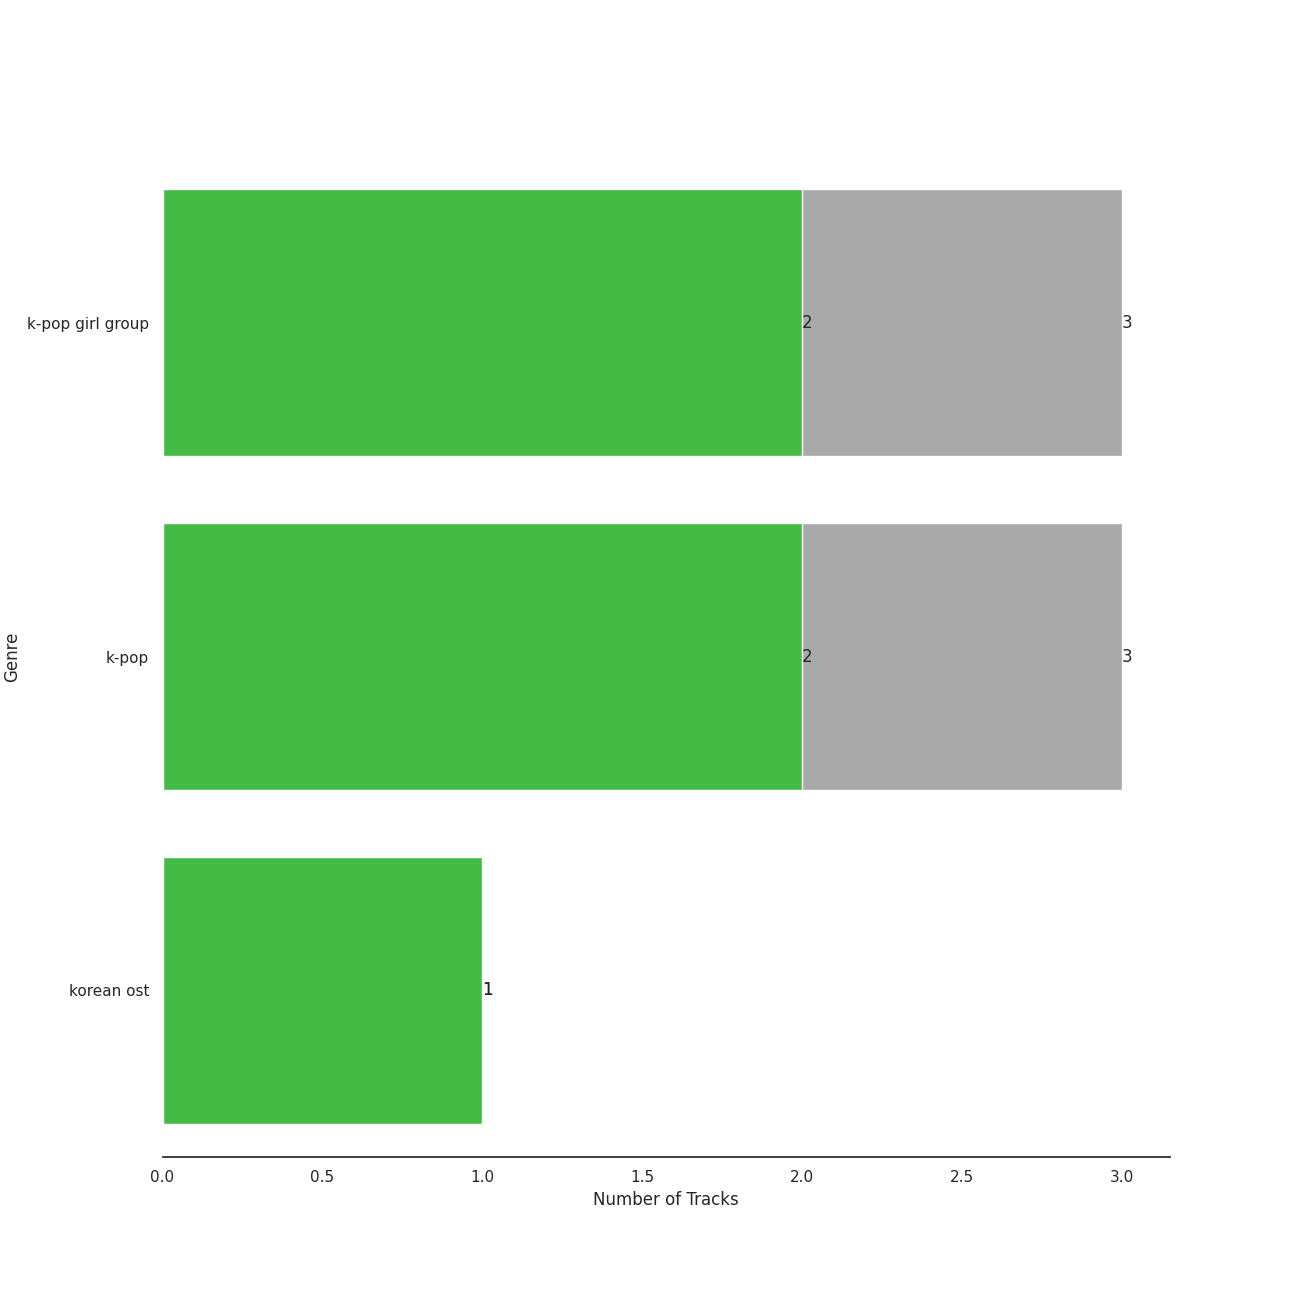 k-pop girl group
2
3
k-pop
2
3
Genre
korean ost
1
0.0 0.5 1.0 1.5 2.0 2.5 3.0
Number of Tracks